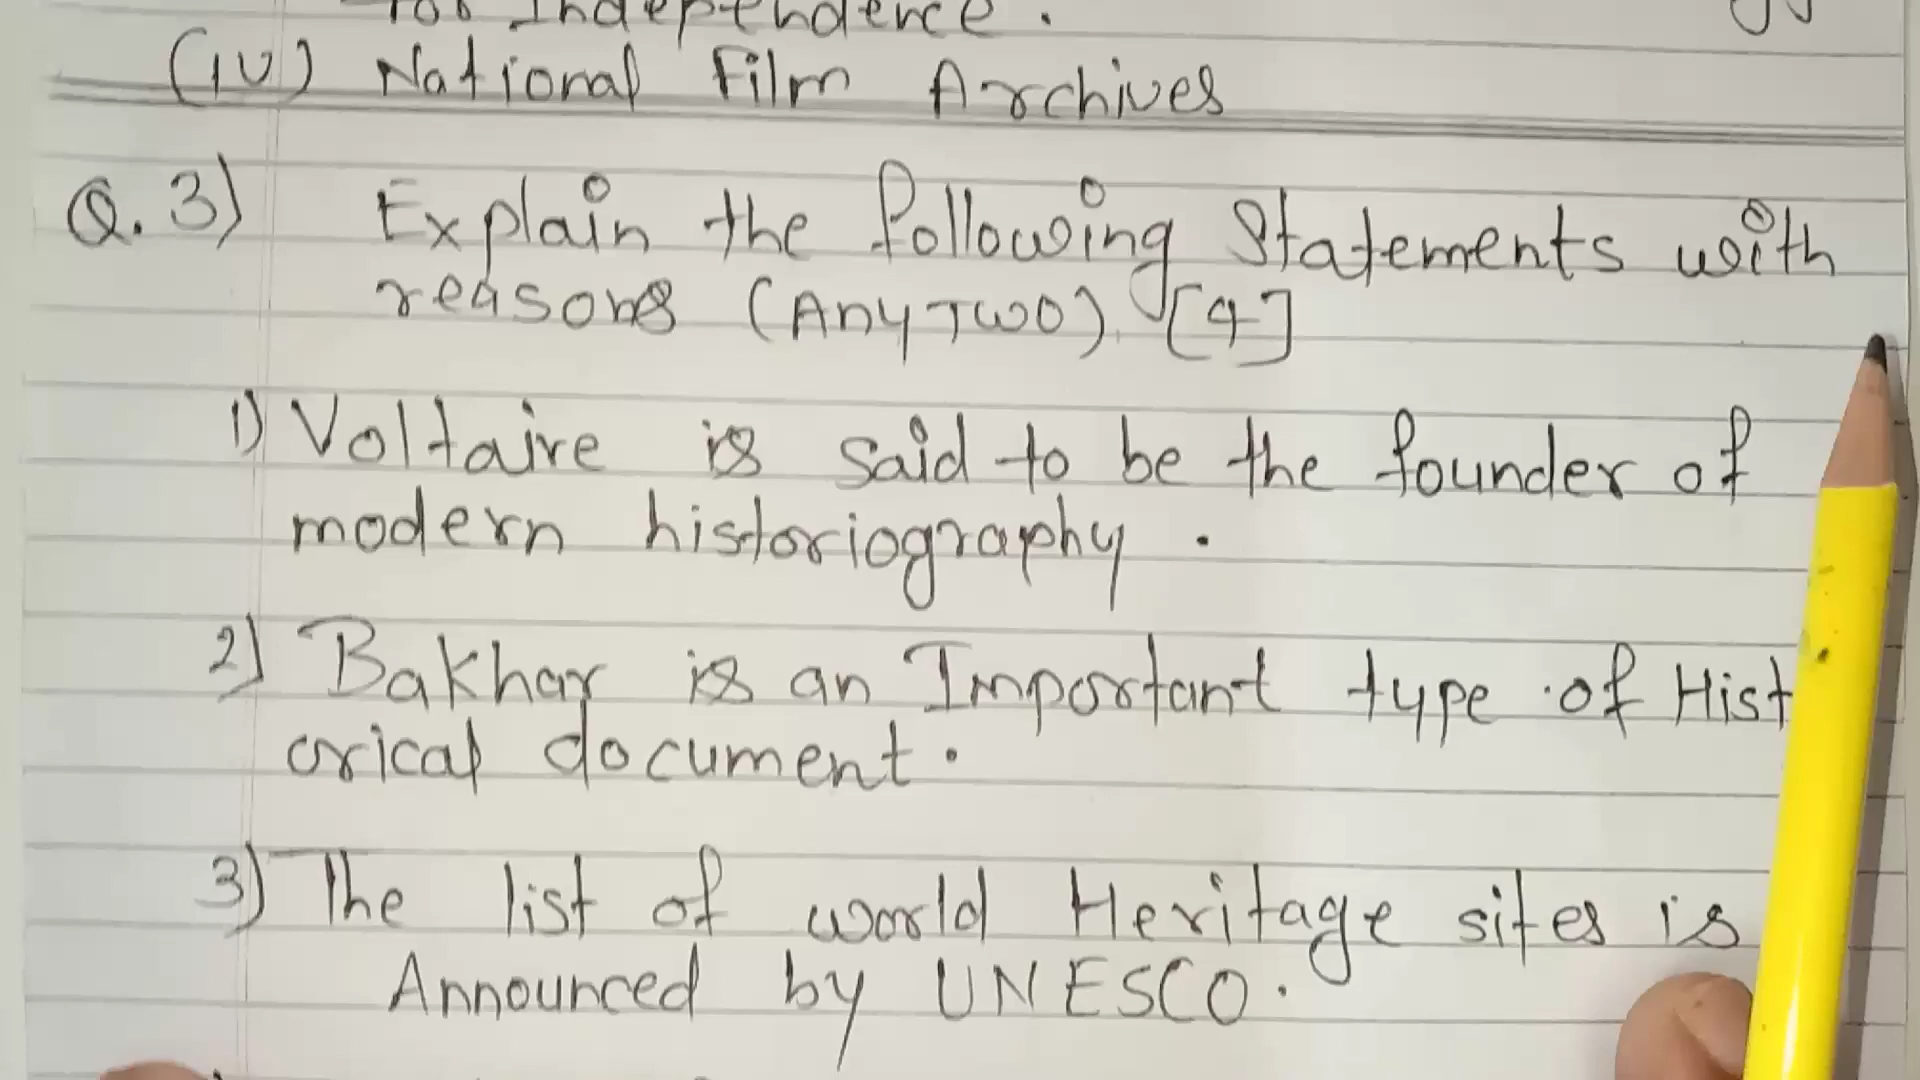 for Independence.
(iv) National Film Archives
Q.3) Explain the following Statements with
reasons (Any Two). [4]
1) Voltaire is said to be the founder of
modern historiography.
2) Bakhar is an Important type of Hist
orical document.
3) The list of world Heritage sites is
Announced by UNESCO.